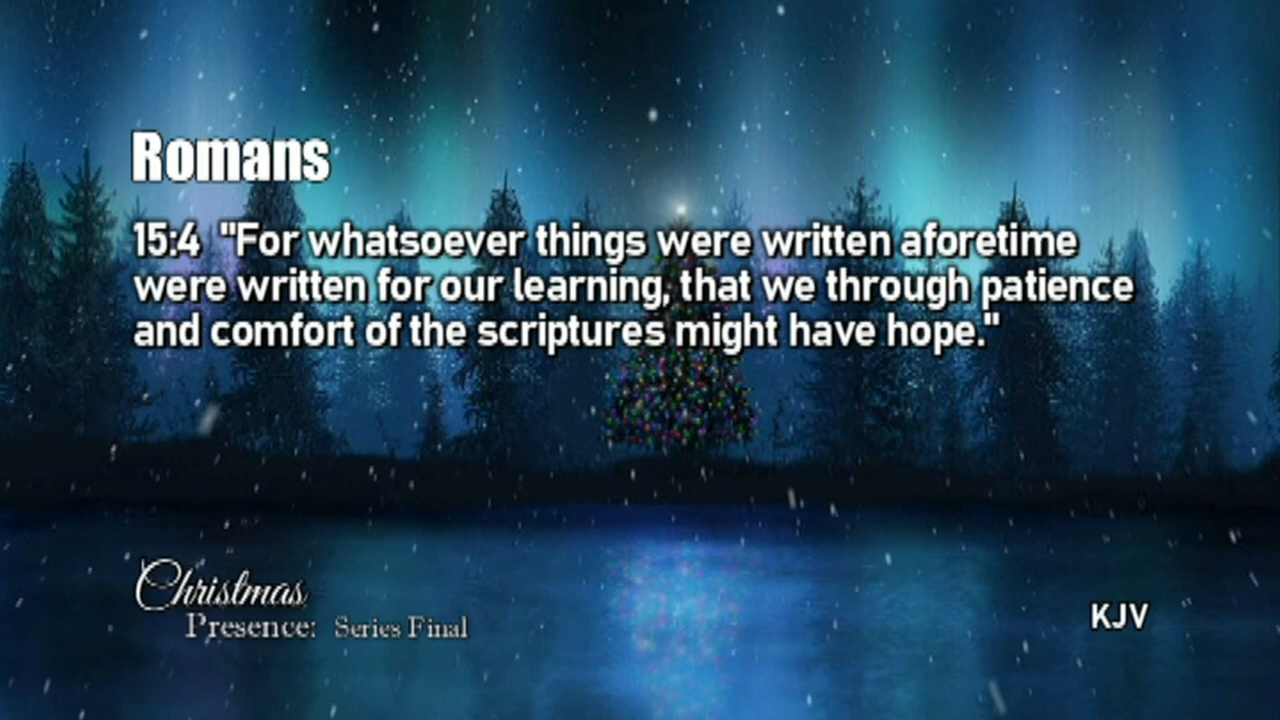 Romans
15:4 "For whatsoever things were written aforetime
were written for our learning, that we through patience
and comfort of the scriptures might have hope."
Christmas
Presence: Series Final
KJV